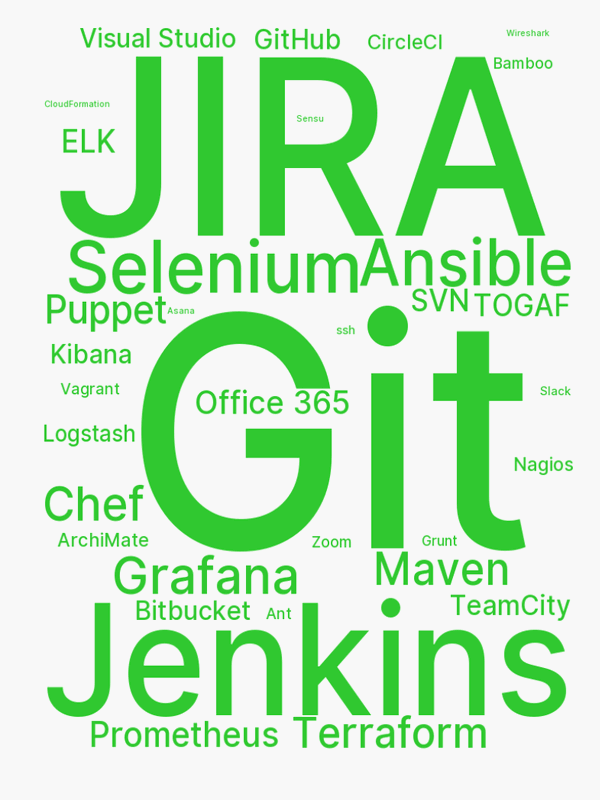 Wireshark
Visual Studio
GitHub
CircleCI
Bamboo
CloudFormation
JIRA
Sensu
ELK
Selenium
Ansible
Puppet
Asana
SVN
TOGAF
ssh
Kibana
Vagrant
Office 365
Slack
Git
Logstash
Nagios
Chef
ArchiMate
Zoom
Grunt
Grafana
Maven
Bitbucket
Ant
TeamCity
Jenkins
Prometheus
Terraform